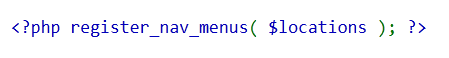 <?php register_nav_menus( $locations ); ?>